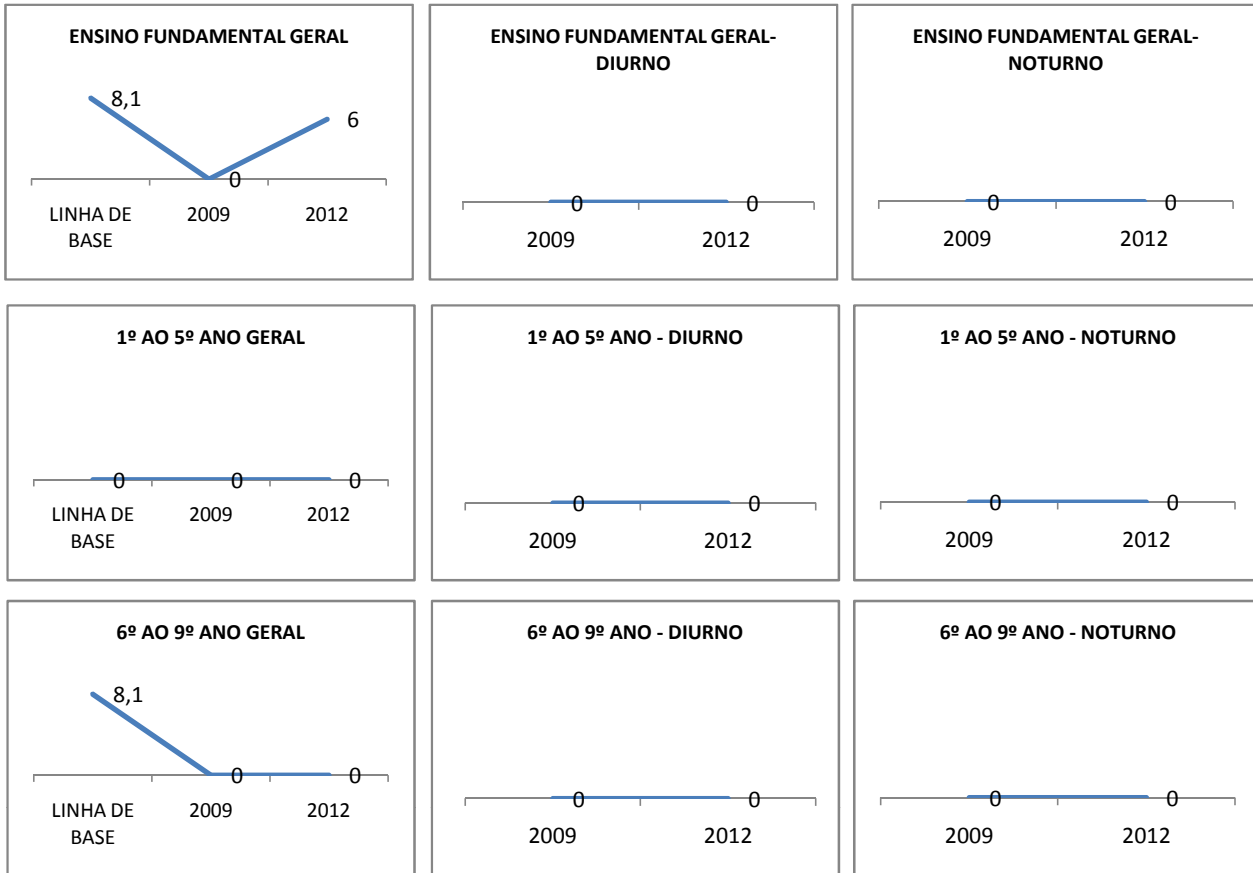 ENSINO FUNDAMENTAL GERAL
8,1
6
0
LINHA DE
BASE
2009
2012
ENSINO FUNDAMENTAL GERAL-
DIURNO
0
0
2009
2012
ENSINO FUNDAMENTAL GERAL-
NOTURNO
0
0
2009
2012
1º AO 5º ANO GERAL
0
0
0
LINHA DE
BASE
2009
2012
1º AO 5º ANO - DIURNO
0
0
2009
2012
1º AO 5º ANO - NOTURNO
0
0
2009
2012
6º AO 9º ANO GERAL
8,1
0
0
LINHA DE
BASE
2009
2012
6º AO 9º ANO - DIURNO
0
0
2009
2012
6º AO 9º ANO - NOTURNO
0
0
2009
2012